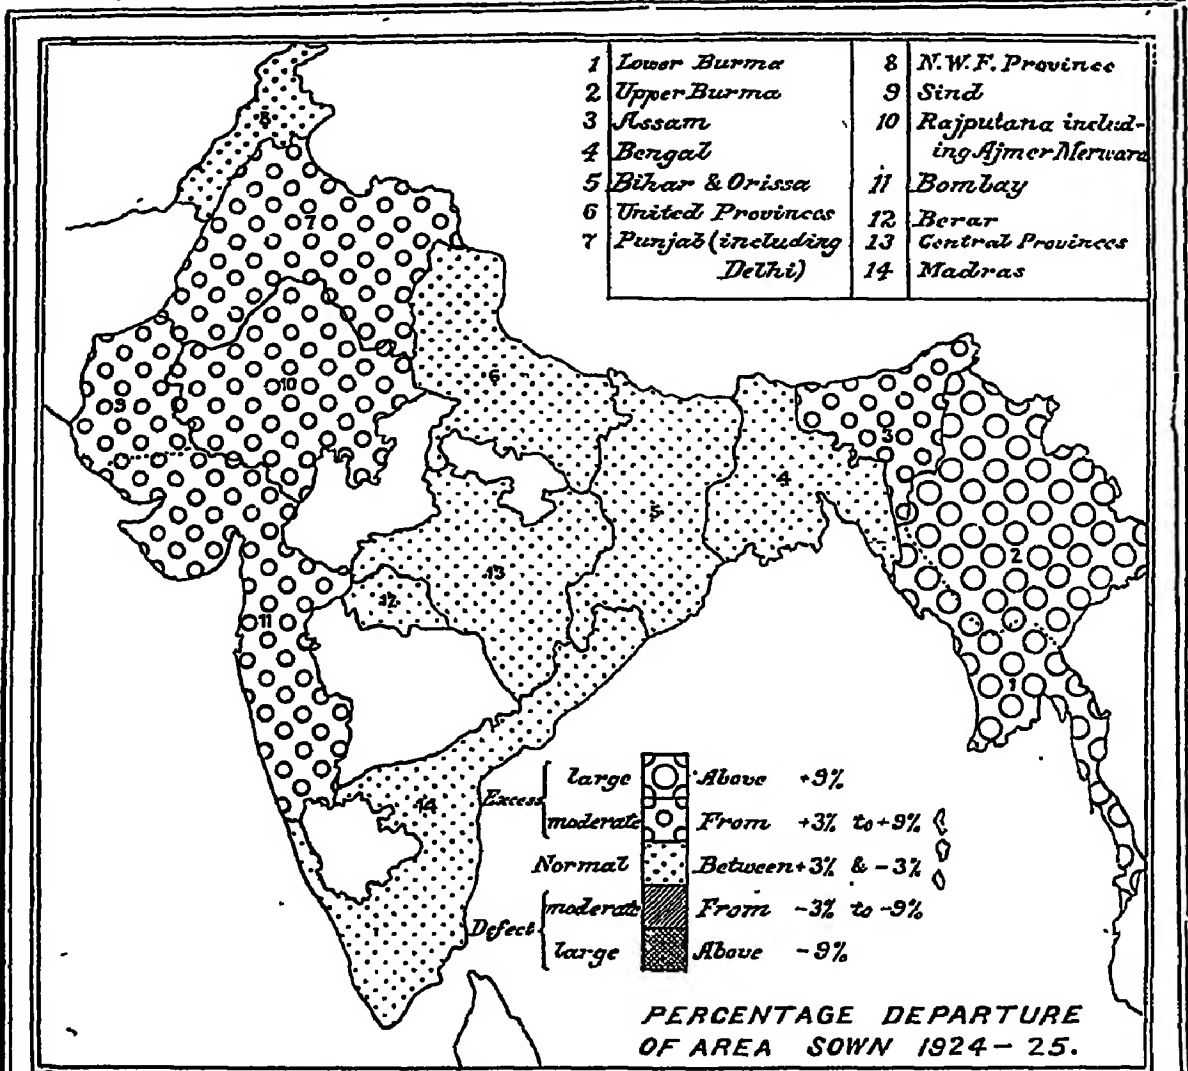 1 Lower Burma
2 Upper Burma
3 Assam
4 Bengal
5 Bihar & Orissa
6 United Provinces
7 Punjab (including
Delhi)
8 N.W.F. Province
9 Sind
10 Rajputana includ-
ing Ajmer Merwara
11 Bombay
12 Berar
13 Central Provinces
14 Madras
8
7
10
9
6
3
4
5
2
13
12
11
1
14
Excess
large Above +9%
moderate From +3% to +9%
Normal Between +3% & -3%
Defect
moderate From -3% to -9%
large Above -9%
PERCENTAGE DEPARTURE
OF AREA SOWN 1924-25.